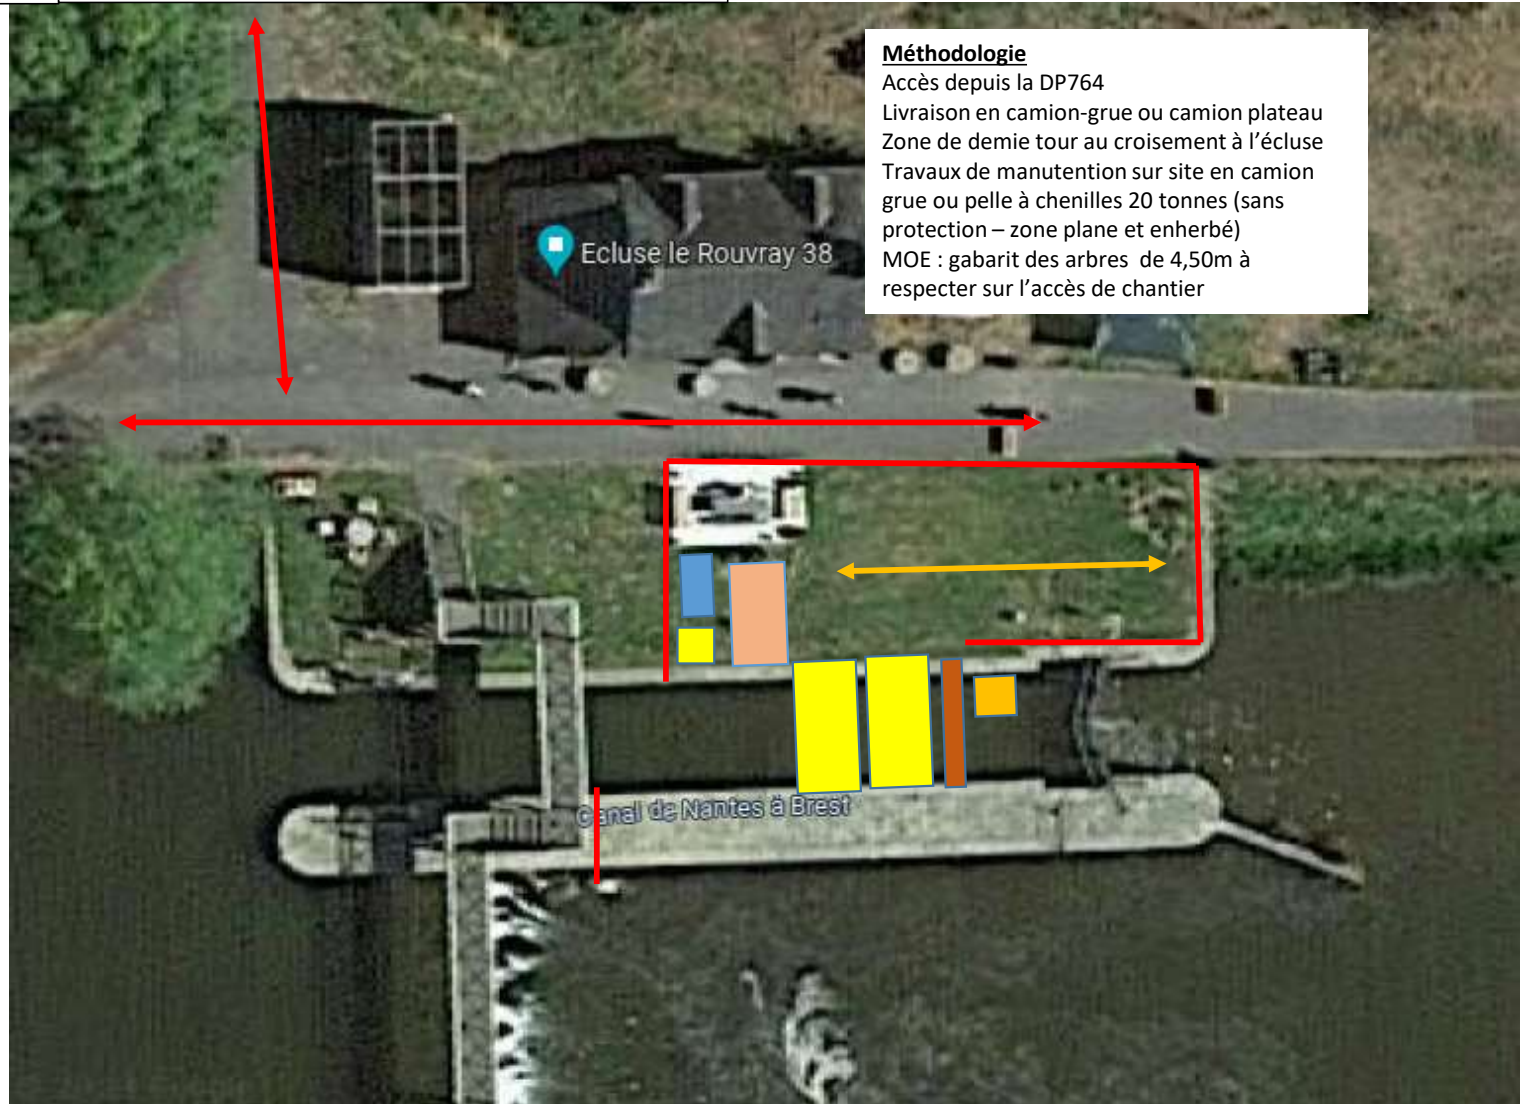 Méthodologie
Accès depuis la DP764
Livraison en camion-grue ou camion plateau
Zone de demie tour au croisement à l'écluse
Travaux de manutention sur site en camion
grue ou pelle à chenilles 20 tonnes (sans
protection – zone plane et enherbé)
MOE : gabarit des arbres  de 4,50m à
respecter sur l'accès de chantier
Ecluse le Rouvray 38
Canal de Nantes à Brest